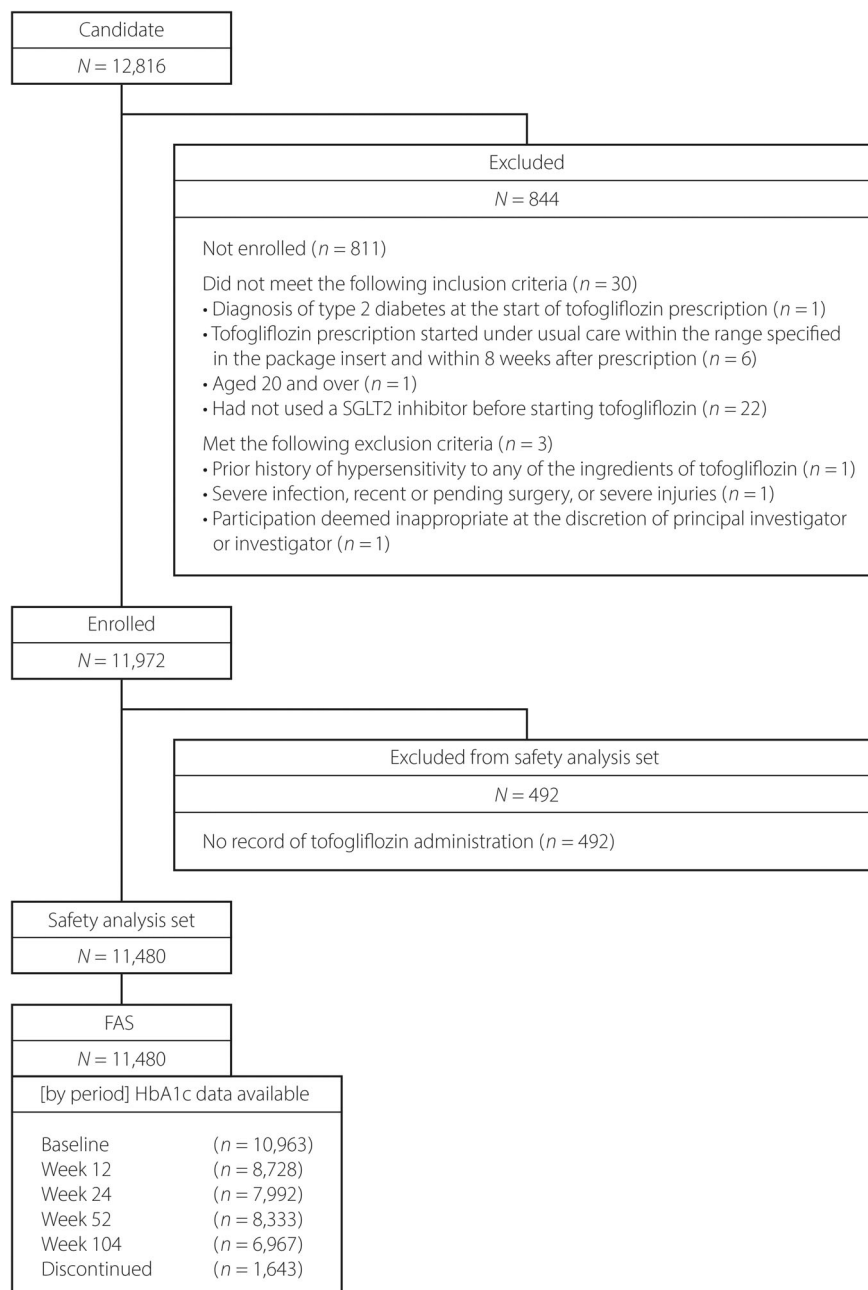 Candidate
N = 12,816
Excluded
N = 844
Not enrolled (n = 811)
Did not meet the following inclusion criteria (n = 30)
• Diagnosis of type 2 diabetes at the start of tofogliflozin prescription (n = 1)
• Tofogliflozin prescription started under usual care within the range specified
in the package insert and within 8 weeks after prescription (n = 6)
• Aged 20 and over (n = 1)
• Had not used a SGLT2 inhibitor before starting tofogliflozin (n = 22)
Met the following exclusion criteria (n = 3)
• Prior history of hypersensitivity to any of the ingredients of tofogliflozin (n = 1)
• Severe infection, recent or pending surgery, or severe injuries (n = 1)
• Participation deemed inappropriate at the discretion of principal investigator
or investigator (n = 1)
Enrolled
N = 11,972
Excluded from safety analysis set
N = 492
No record of tofogliflozin administration (n = 492)
Safety analysis set
N = 11,480
FAS
N = 11,480
[by period] HbA1c data available
Baseline (n = 10,963)
Week 12 (n = 8,728)
Week 24 (n = 7,992)
Week 52 (n = 8,333)
Week 104 (n = 6,967)
Discontinued (n = 1,643)